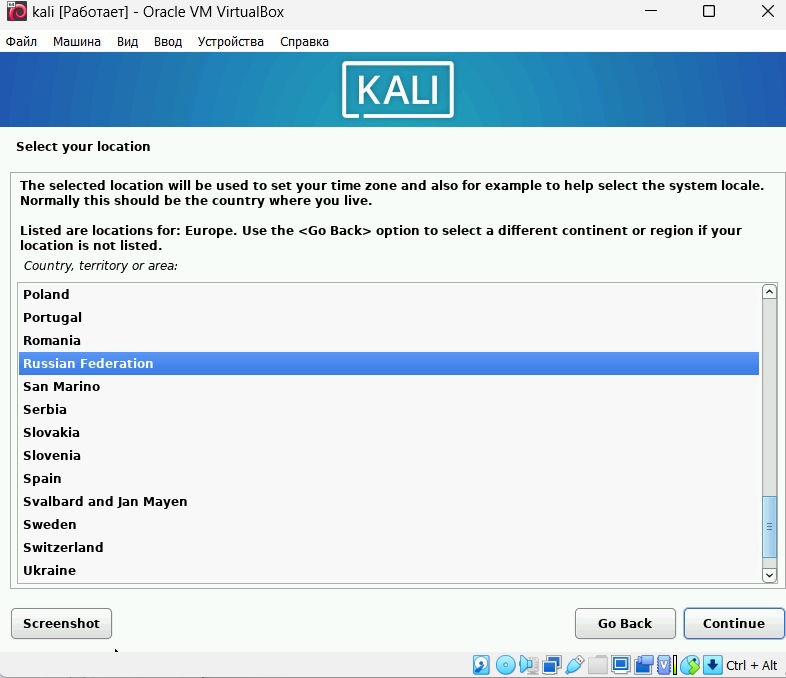 kali [Работает] - Oracle VM VirtualBox
Файл Машина Вид Ввод Устройства Справка
KALI
Select your location
The selected location will be used to set your time zone and also for example to help select the system locale.
Normally this should be the country where you live.
Listed are locations for: Europe. Use the <Go Back> option to select a different continent or region if your
location is not listed.
Country, territory or area:
Poland
Portugal
Romania
Russian Federation
San Marino
Serbia
Slovakia
Slovenia
Spain
Svalbard and Jan Mayen
Sweden
Switzerland
Ukraine
Screenshot Go Back Continue
Ctrl + Alt